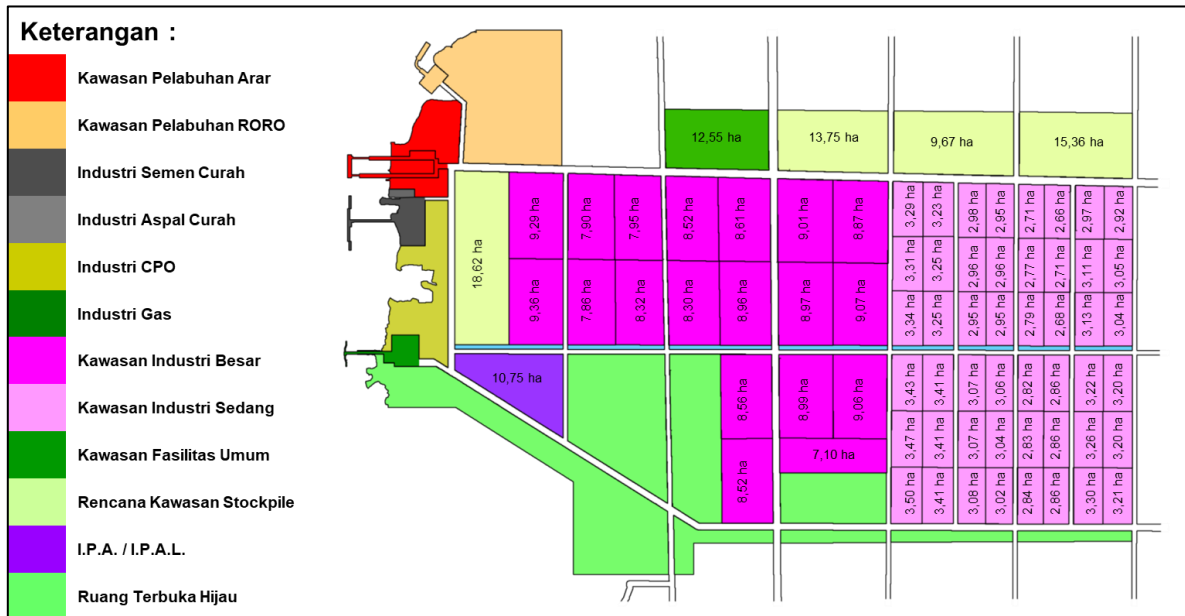 Keterangan :
Kawasan Pelabuhan Arar
Kawasan Pelabuhan RORO
Industri Semen Curah
Industri Aspal Curah
Industri CPO
Industri Gas
Kawasan Industri Besar
Kawasan Industri Sedang
Kawasan Fasilitas Umum
Rencana Kawasan Stockpile
I.P.A. / I.P.A.L.
Ruang Terbuka Hijau
12,55 ha
13,75 ha
9,67 ha
15,36 ha
18,62 ha
9,29 ha
7,90 ha
7,95 ha
8,52 ha
8,61 ha
9,01 ha
8,87 ha
9,36 ha
7,86 ha
8,32 ha
8,30 ha
8,96 ha
8,97 ha
9,07 ha
3,29 ha
3,23 ha
2,98 ha
2,95 ha
2,71 ha
2,66 ha
2,97 ha
2,92 ha
3,31 ha
3,25 ha
2,96 ha
2,96 ha
2,77 ha
2,71 ha
3,11 ha
3,05 ha
3,34 ha
3,25 ha
2,95 ha
2,95 ha
2,79 ha
2,68 ha
3,13 ha
3,04 ha
10,75 ha
8,56 ha
8,99 ha
9,06 ha
7,10 ha
8,52 ha
3,43 ha
3,41 ha
3,07 ha
3,06 ha
2,82 ha
2,86 ha
3,22 ha
3,20 ha
3,47 ha
3,41 ha
3,07 ha
3,04 ha
2,83 ha
2,86 ha
3,26 ha
3,20 ha
3,50 ha
3,41 ha
3,08 ha
3,02 ha
2,84 ha
2,86 ha
3,30 ha
3,21 ha